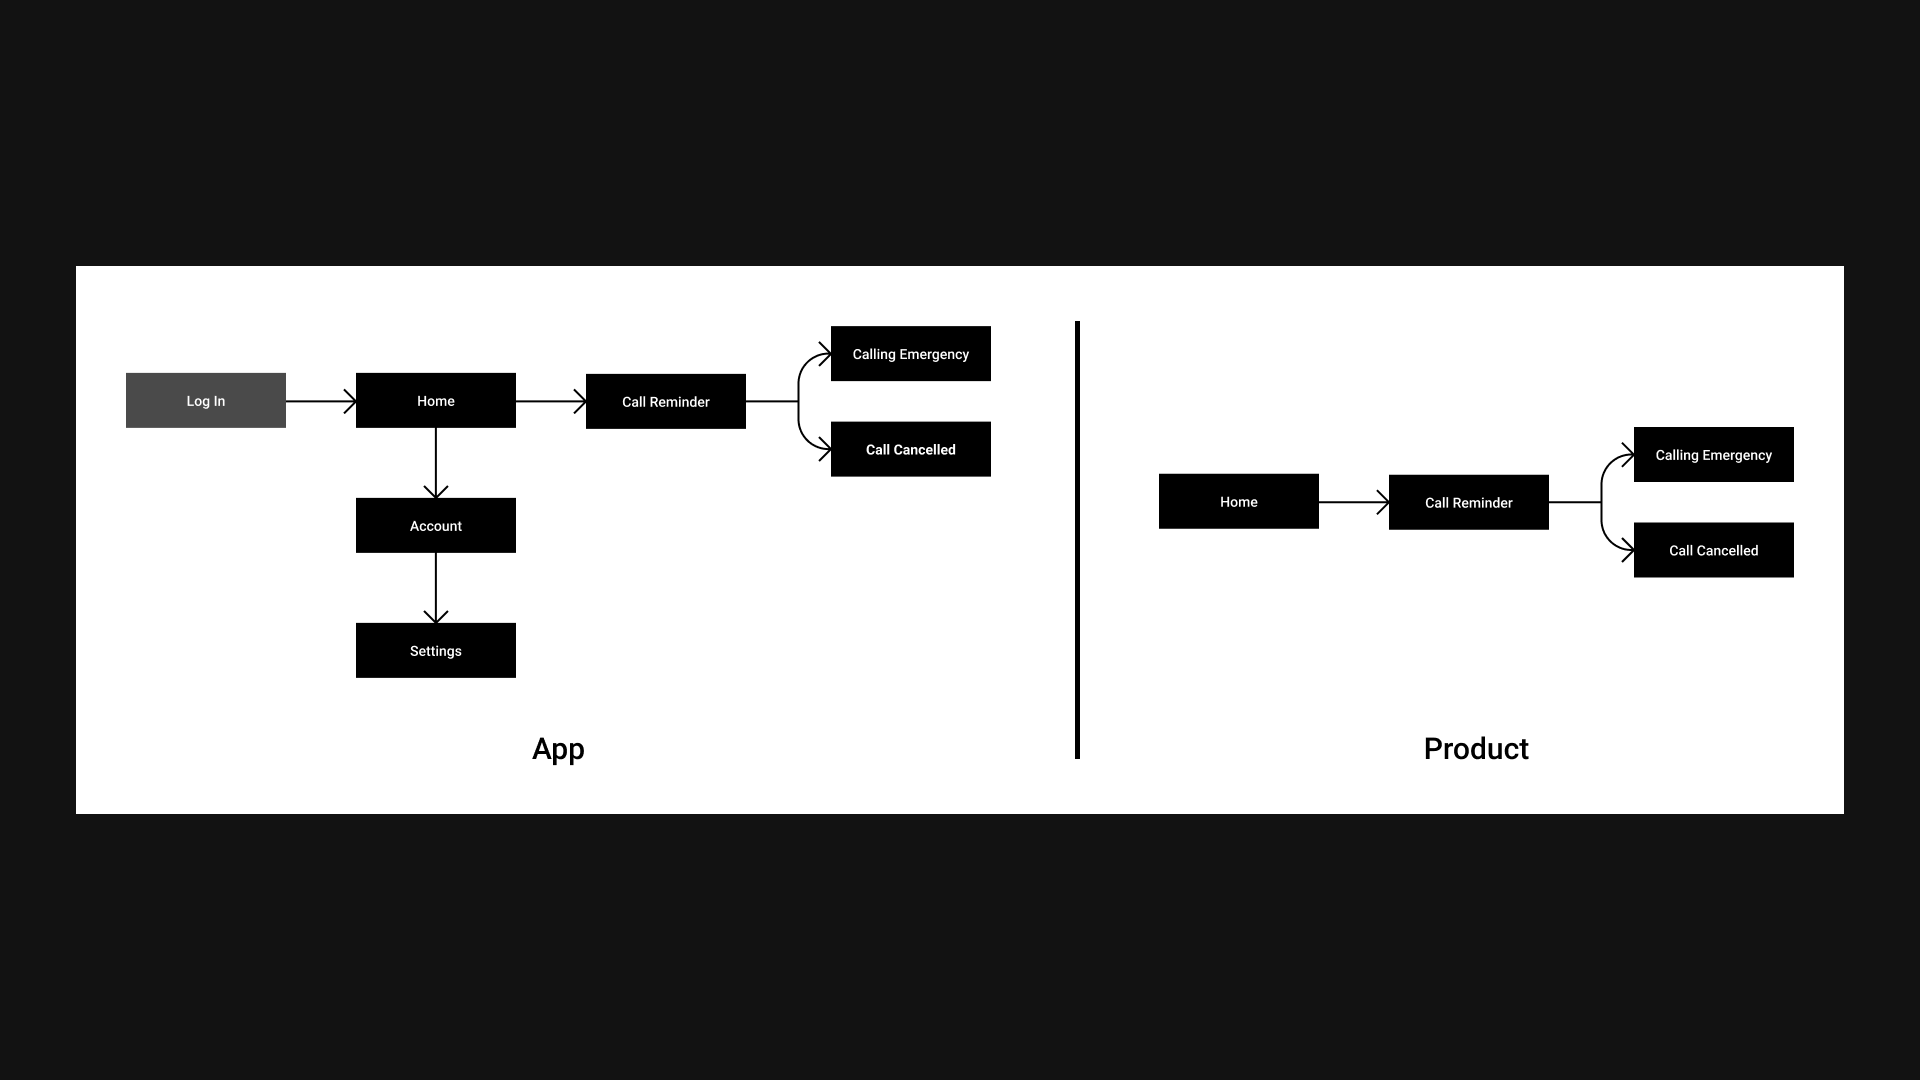 Log In
Home
Call Reminder
Calling Emergency
Call Cancelled
Account
Settings
App
Home
Call Reminder
Calling Emergency
Call Cancelled
Product